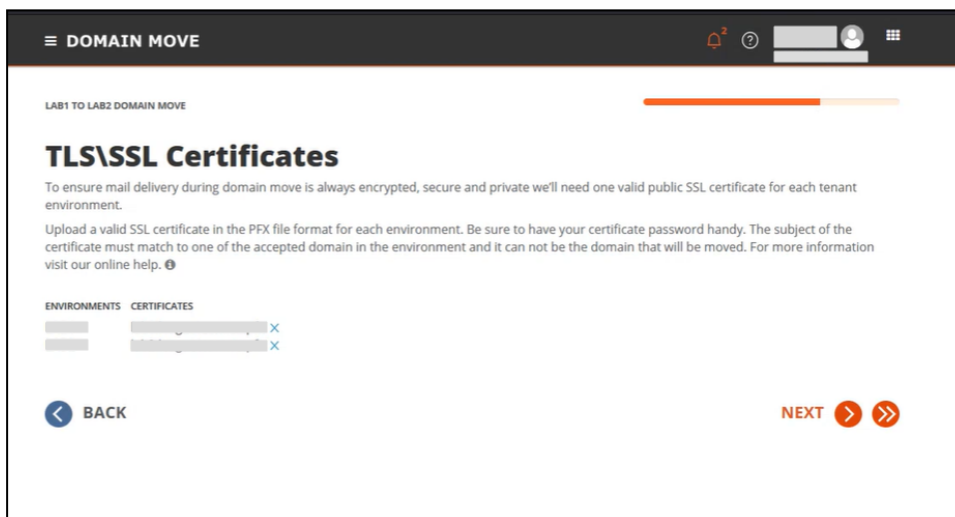 DOMAIN MOVE
2
LAB1 TO LAB2 DOMAIN MOVE
TLS\SSL Certificates
To ensure mail delivery during domain move is always encrypted, secure and private we'll need one valid public SSL certificate for each tenant
environment.
Upload a valid SSL certificate in the PFX file format for each environment. Be sure to have your certificate password handy. The subject of the
certificate must match to one of the accepted domain in the environment and it can not be the domain that will be moved. For more information
visit our online help.
ENVIRONMENTS CERTIFICATES
BACK
NEXT